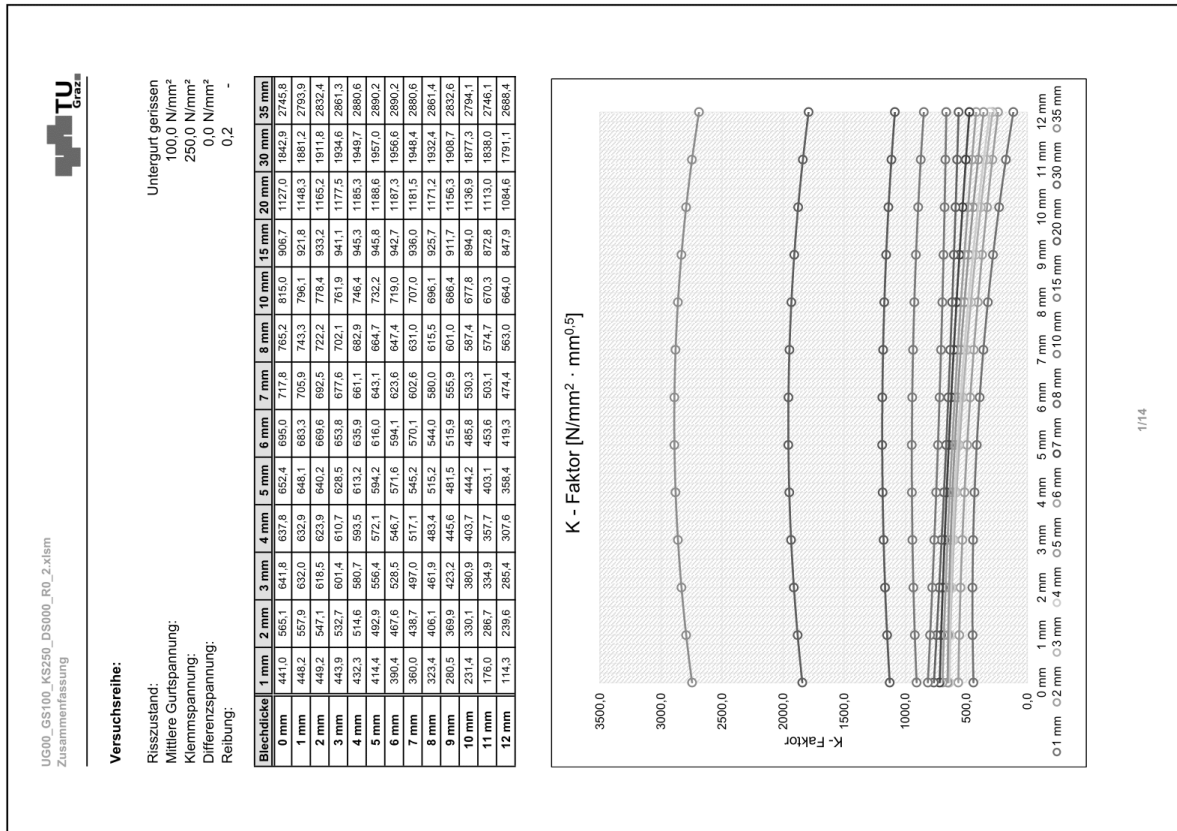 UG00_GS100_KS250_DS000_R0_2.xlsm
Zusammenfassung
TU
Graz
Versuchsreihe:
Risszustand: Untergurt gerissen
Mittlere Gurtspannung: 100,0 N/mm²
Klemmspannung: 250,0 N/mm²
Differenzspannung: 0,0 N/mm²
Reibung: 0,2 -
Blechdicke 1 mm 2 mm 3 mm 4 mm 5 mm 6 mm 7 mm 8 mm 10 mm 15 mm 20 mm 30 mm 35 mm
0 mm 441,0 565,1 641,8 637,8 652,4 695,0 717,8 765,2 815,0 906,7 1127,0 1842,9 2745,8
1 mm 448,2 557,9 632,0 632,9 648,1 683,3 705,9 743,3 796,1 921,8 1148,3 1881,2 2793,9
2 mm 449,2 547,1 618,5 623,9 640,2 669,6 692,5 722,2 778,4 933,2 1165,2 1911,8 2832,4
3 mm 443,9 532,7 601,4 610,7 628,5 653,8 677,6 702,1 761,9 941,1 1177,5 1934,6 2861,3
4 mm 432,3 514,6 580,7 593,5 613,2 635,9 661,1 682,9 746,4 945,3 1185,3 1949,7 2880,6
5 mm 414,4 492,9 556,4 572,1 594,2 616,0 643,1 664,7 732,2 945,8 1188,6 1957,0 2890,2
6 mm 390,4 467,6 528,5 546,7 571,6 594,1 623,6 647,4 719,0 942,7 1187,3 1956,6 2890,2
7 mm 360,0 438,7 497,0 517,1 545,2 570,1 602,6 631,0 707,0 936,0 1181,5 1948,4 2880,6
8 mm 323,4 406,1 461,9 483,4 515,2 544,0 580,0 615,5 696,1 925,7 1171,2 1932,4 2861,4
9 mm 280,5 369,9 423,2 445,6 481,5 515,9 555,9 601,0 686,4 911,7 1156,3 1908,7 2832,6
10 mm 231,4 330,1 380,9 403,7 444,2 485,8 530,3 587,4 677,8 894,0 1136,9 1877,3 2794,1
11 mm 176,0 286,7 334,9 357,7 403,1 453,6 503,1 574,7 670,3 872,8 1113,0 1838,0 2746,1
12 mm 114,3 239,6 285,4 307,6 358,4 419,3 474,4 563,0 664,0 847,9 1084,6 1791,1 2688,4
K - Faktor [N/mm² · mm^0,5]
3500,0
3000,0
2500,0
2000,0
1500,0
1000,0
500,0
0,0
K- Faktor
0 mm 1 mm 2 mm 3 mm 4 mm 5 mm 6 mm 7 mm 8 mm 9 mm 10 mm 11 mm 12 mm
1 mm 2 mm 3 mm 4 mm 5 mm 6 mm 7 mm 8 mm 10 mm 15 mm 20 mm 30 mm 35 mm
1/14